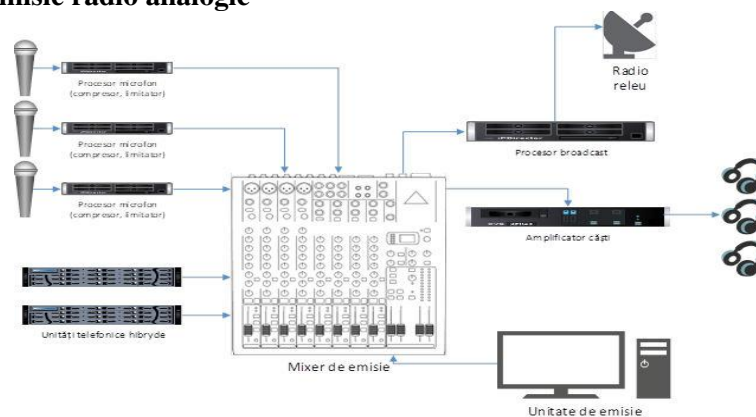 misie radio analogic
Procesor microfon
(compresor, limitator)
Procesor microfon
(compresor, limitator)
Procesor microfon
(compresor, limitator)
Unități telefonice hibryde
Mixer de emisie
Radio
releu
Procesor broadcast
Amplificator căști
Unitate de emisie